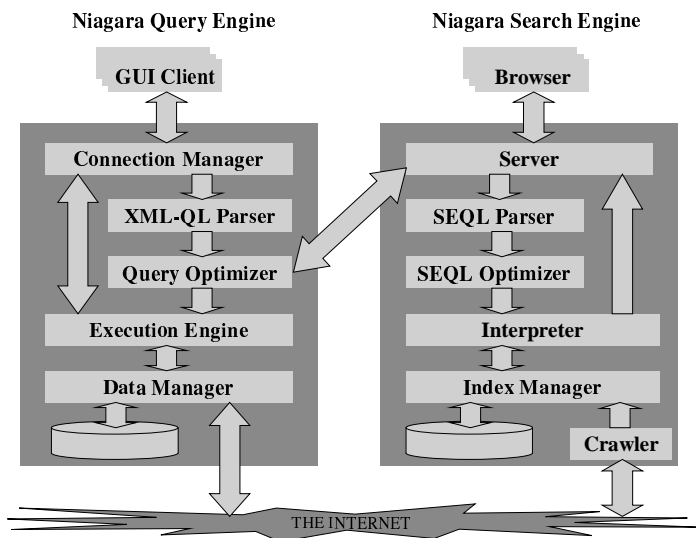 Niagara Query Engine
Niagara Search Engine
GUI Client
Browser
Connection Manager
Server
XML-QL Parser
SEQL Parser
Query Optimizer
SEQL Optimizer
Execution Engine
Interpreter
Data Manager
Index Manager
Crawler
THE INTERNET